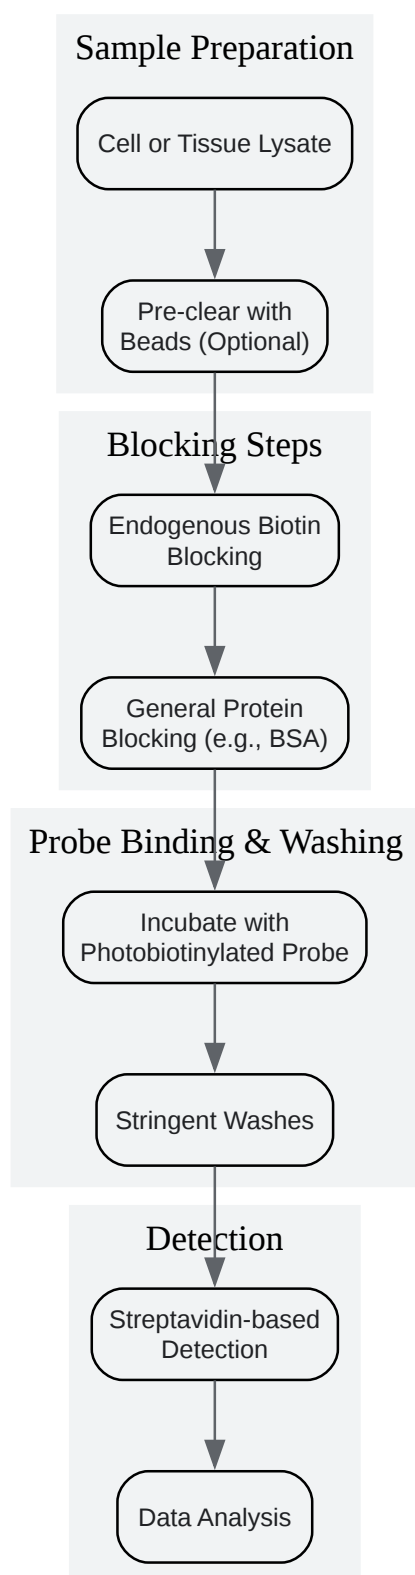 Sample Preparation
Cell or Tissue Lysate
Pre-clear with
Beads (Optional)
Blocking Steps
Endogenous Biotin
Blocking
General Protein
Blocking (e.g., BSA)
Probe Binding & Washing
Incubate with
Photobiotinylated Probe
Stringent Washes
Detection
Streptavidin-based
Detection
Data Analysis